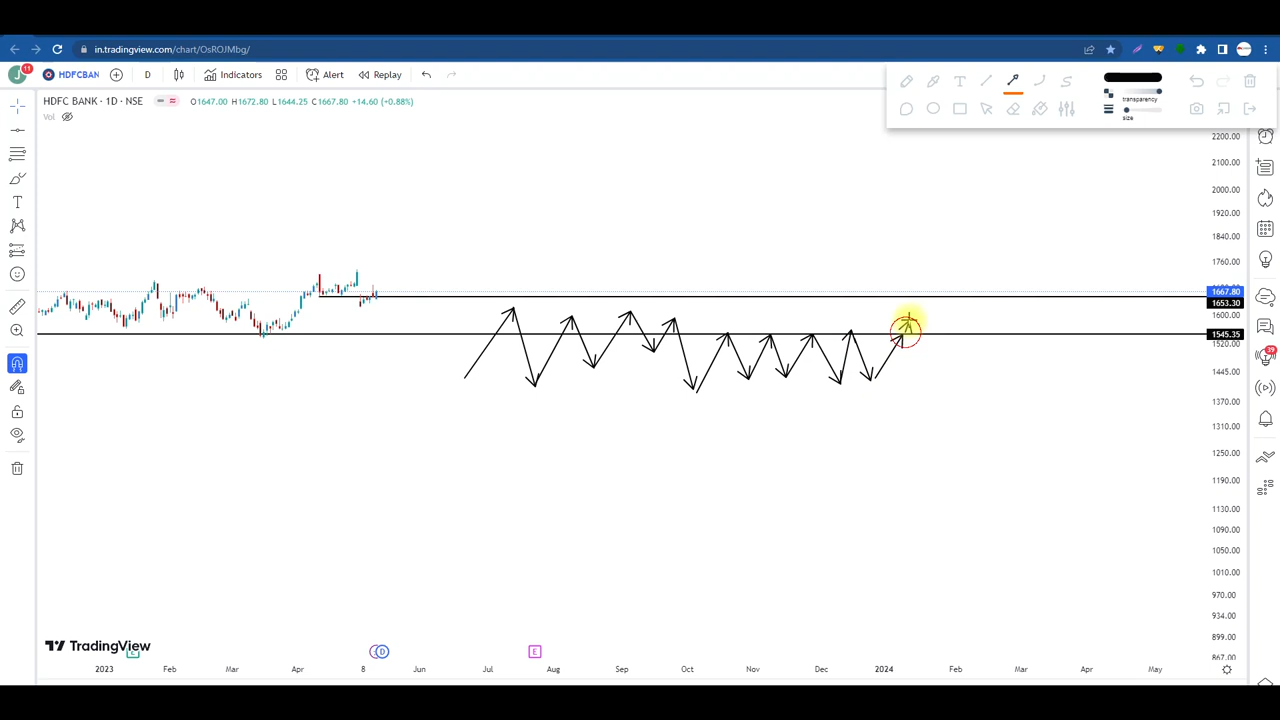 in.tradingview.com/chart/OsROJMbg/
J 11 HDFCBAN D Indicators Alert Replay
transparency
size
HDFC BANK · 1D · NSE O1647.00 H1672.80 L1644.25 C1667.80 +14.60 (+0.88%)
Vol
2200.00
2100.00
2000.00
1920.00
1840.00
1760.00
1667.80
1653.30
1600.00
1545.35
1520.00
39
1445.00
1370.00
1310.00
1250.00
1190.00
1130.00
1090.00
1050.00
1010.00
970.00
934.00
899.00
867.00
TradingView
E D E
2023 Feb Mar Apr 8 Jun Jul Aug Sep Oct Nov Dec 2024 Feb Mar Apr May